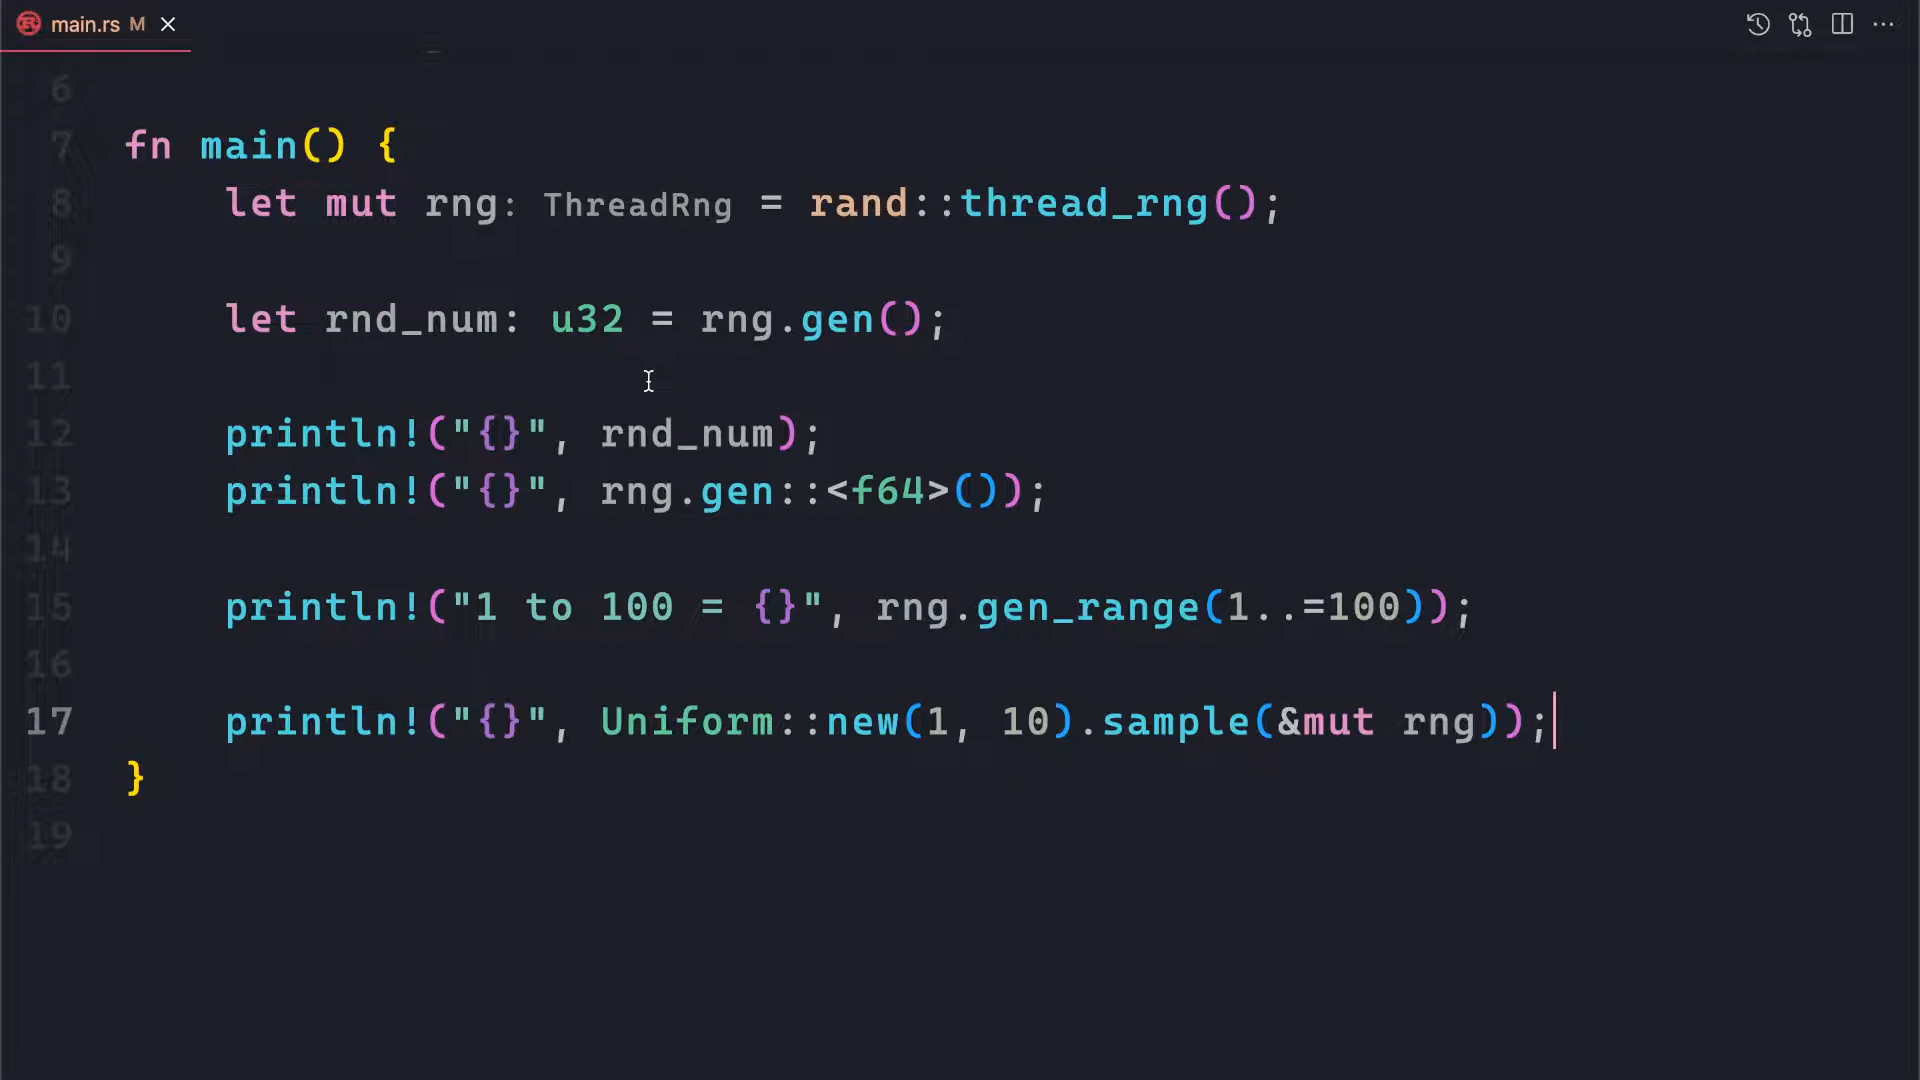 main.rs M
6
7 fn main() {
8 let mut rng: ThreadRng = rand::thread_rng();
9
10 let rnd_num: u32 = rng.gen();
11
12 println!("{}", rnd_num);
13 println!("{}", rng.gen::<f64>());
14
15 println!("1 to 100 = {}", rng.gen_range(1..=100));
16
17 println!("{}", Uniform::new(1, 10).sample(&mut rng));
18 }
19